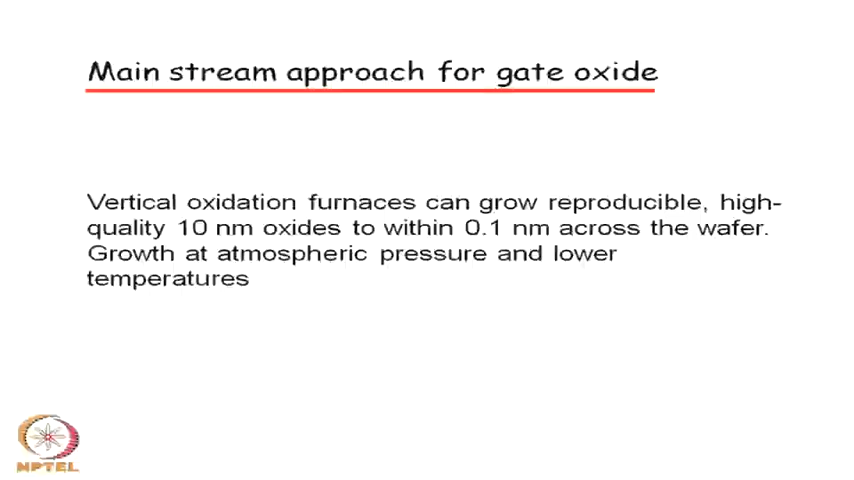 Main stream approach for gate oxide
Vertical oxidation furnaces can grow reproducible, high-
quality 10 nm oxides to within 0.1 nm across the wafer.
Growth at atmospheric pressure and lower
temperatures
MPTEL